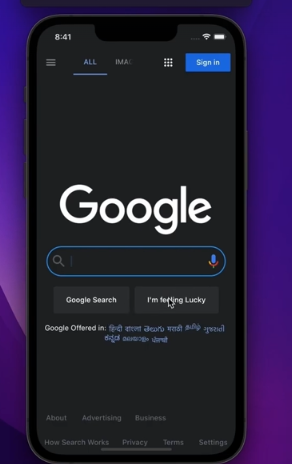 8:41
ALL IMA
Sign in
Google
Google Search I'm feeling Lucky
Google Offered in: हिन्दी বাংলা తెలుగు मराठी தமிழ் ગુજરાતી
ಕನ್ನಡ മലയാളം ਪੰਜਾਬੀ
About Advertising Business
How Search Works Privacy Terms Settings